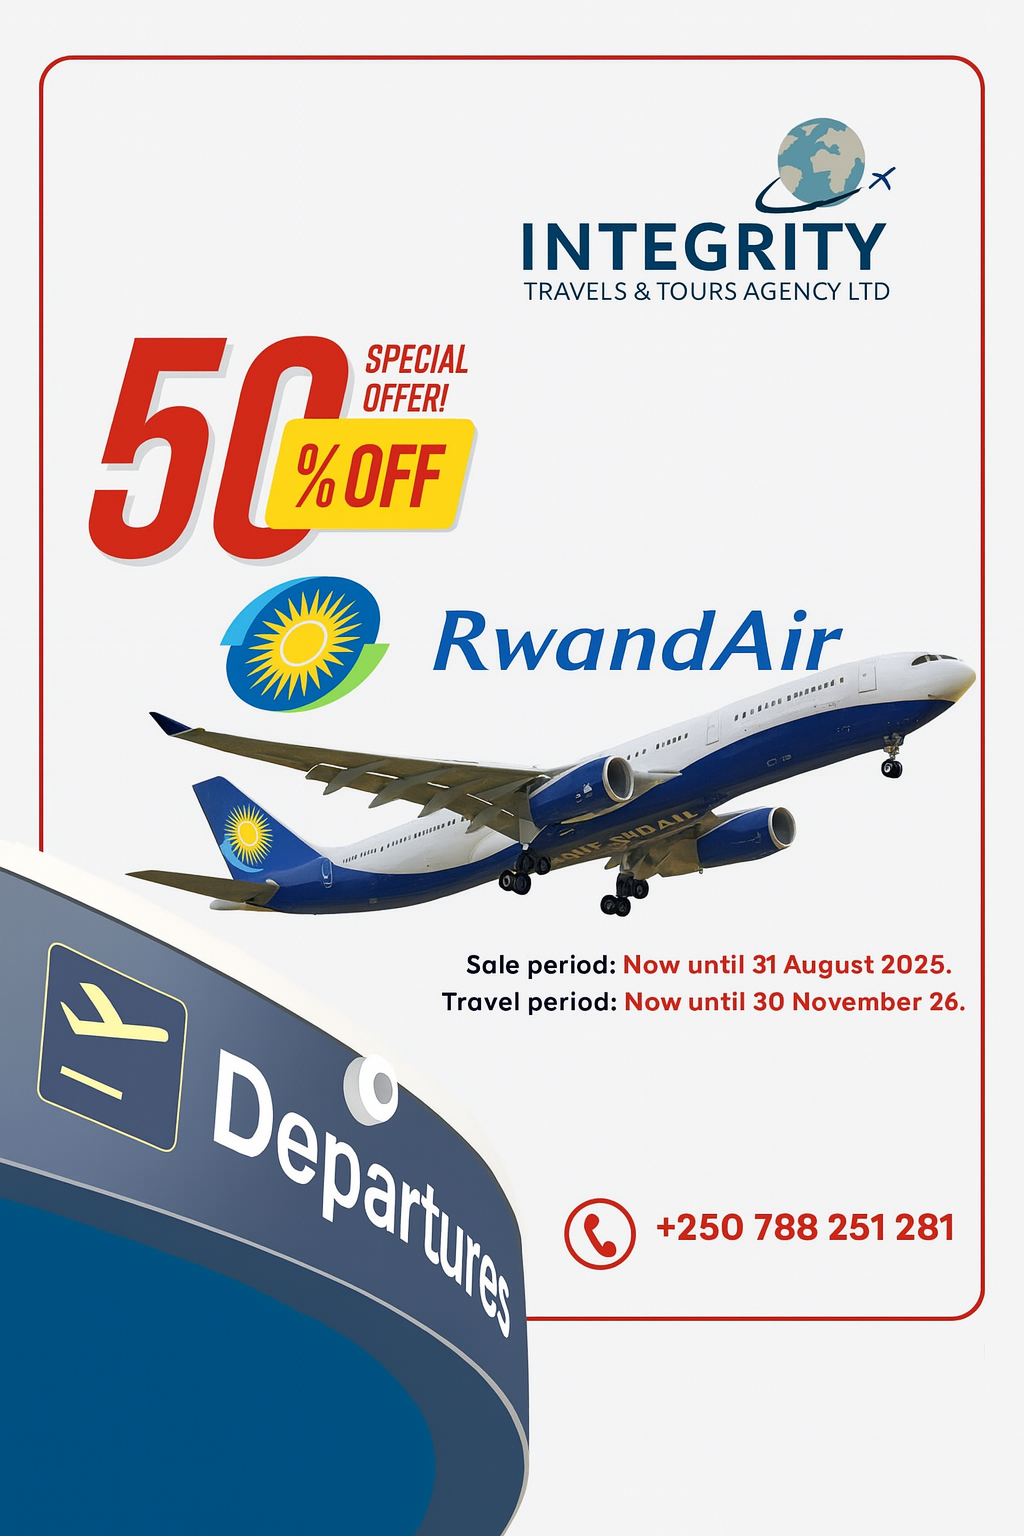 INTEGRITY
TRAVELS & TOURS AGENCY LTD
50
SPECIAL
OFFER!
% OFF
RwandAir
Sale period: Now until 31 August 2025.
Travel period: Now until 30 November 26.
Departures
+250 788 251 281